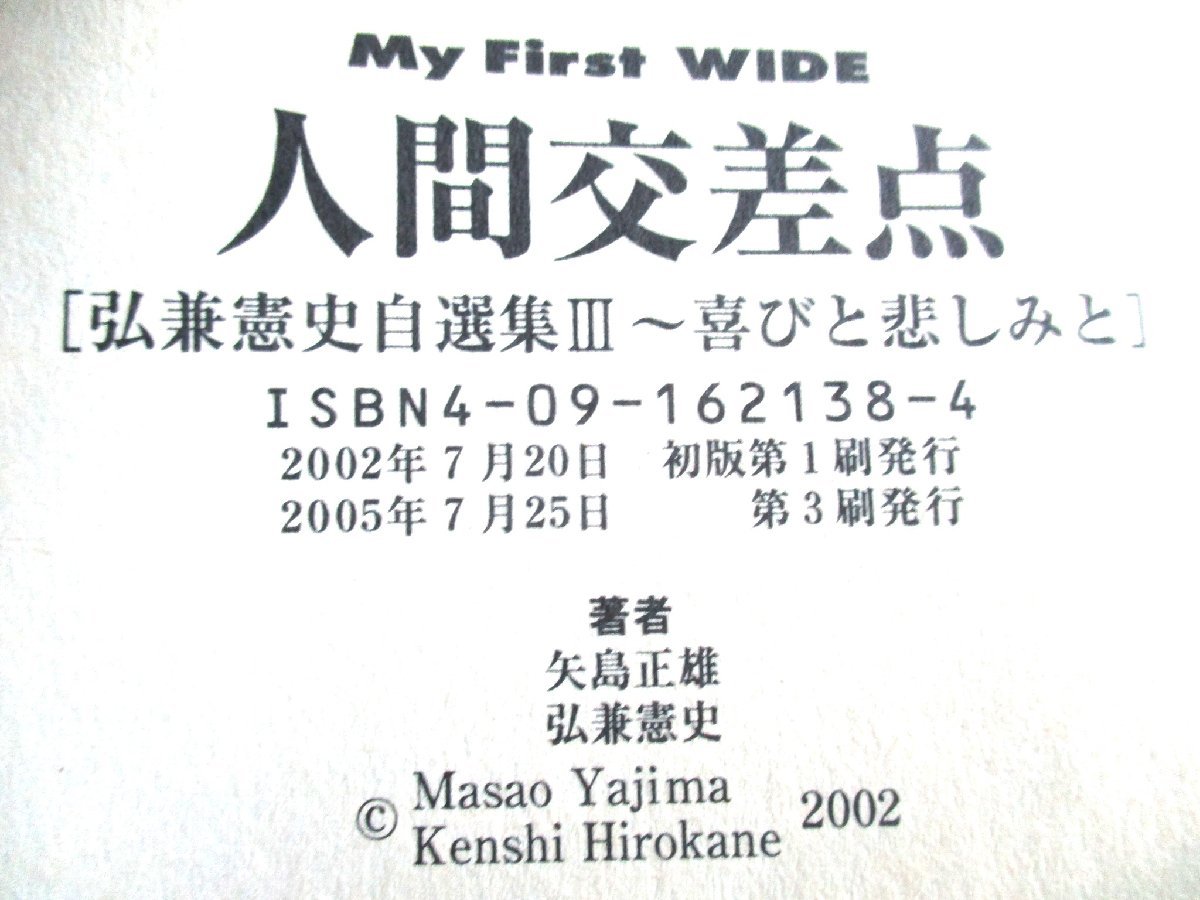 My First WIDE
人間交差点
[弘兼憲史自選集III～喜びと悲しみと]
ISBN4-09-162138-4
2002年7月20日 初版第1刷発行
2005年7月25日 第3刷発行
著者
矢島正雄
弘兼憲史
© Masao Yajima 2002
Kenshi Hirokane